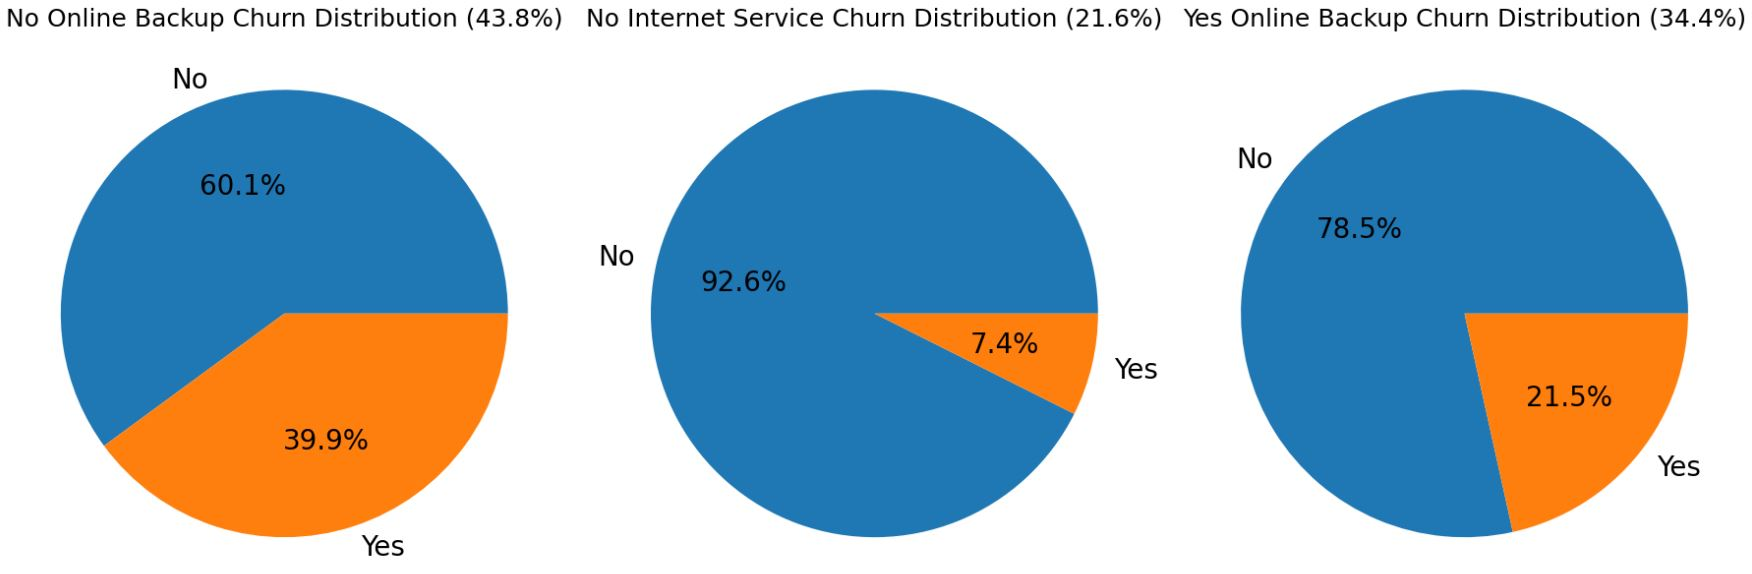 No Online Backup Churn Distribution (43.8%)
No
60.1%
39.9%
Yes
No Internet Service Churn Distribution (21.6%)
No
92.6%
7.4%
Yes
Yes Online Backup Churn Distribution (34.4%)
No
78.5%
21.5%
Yes